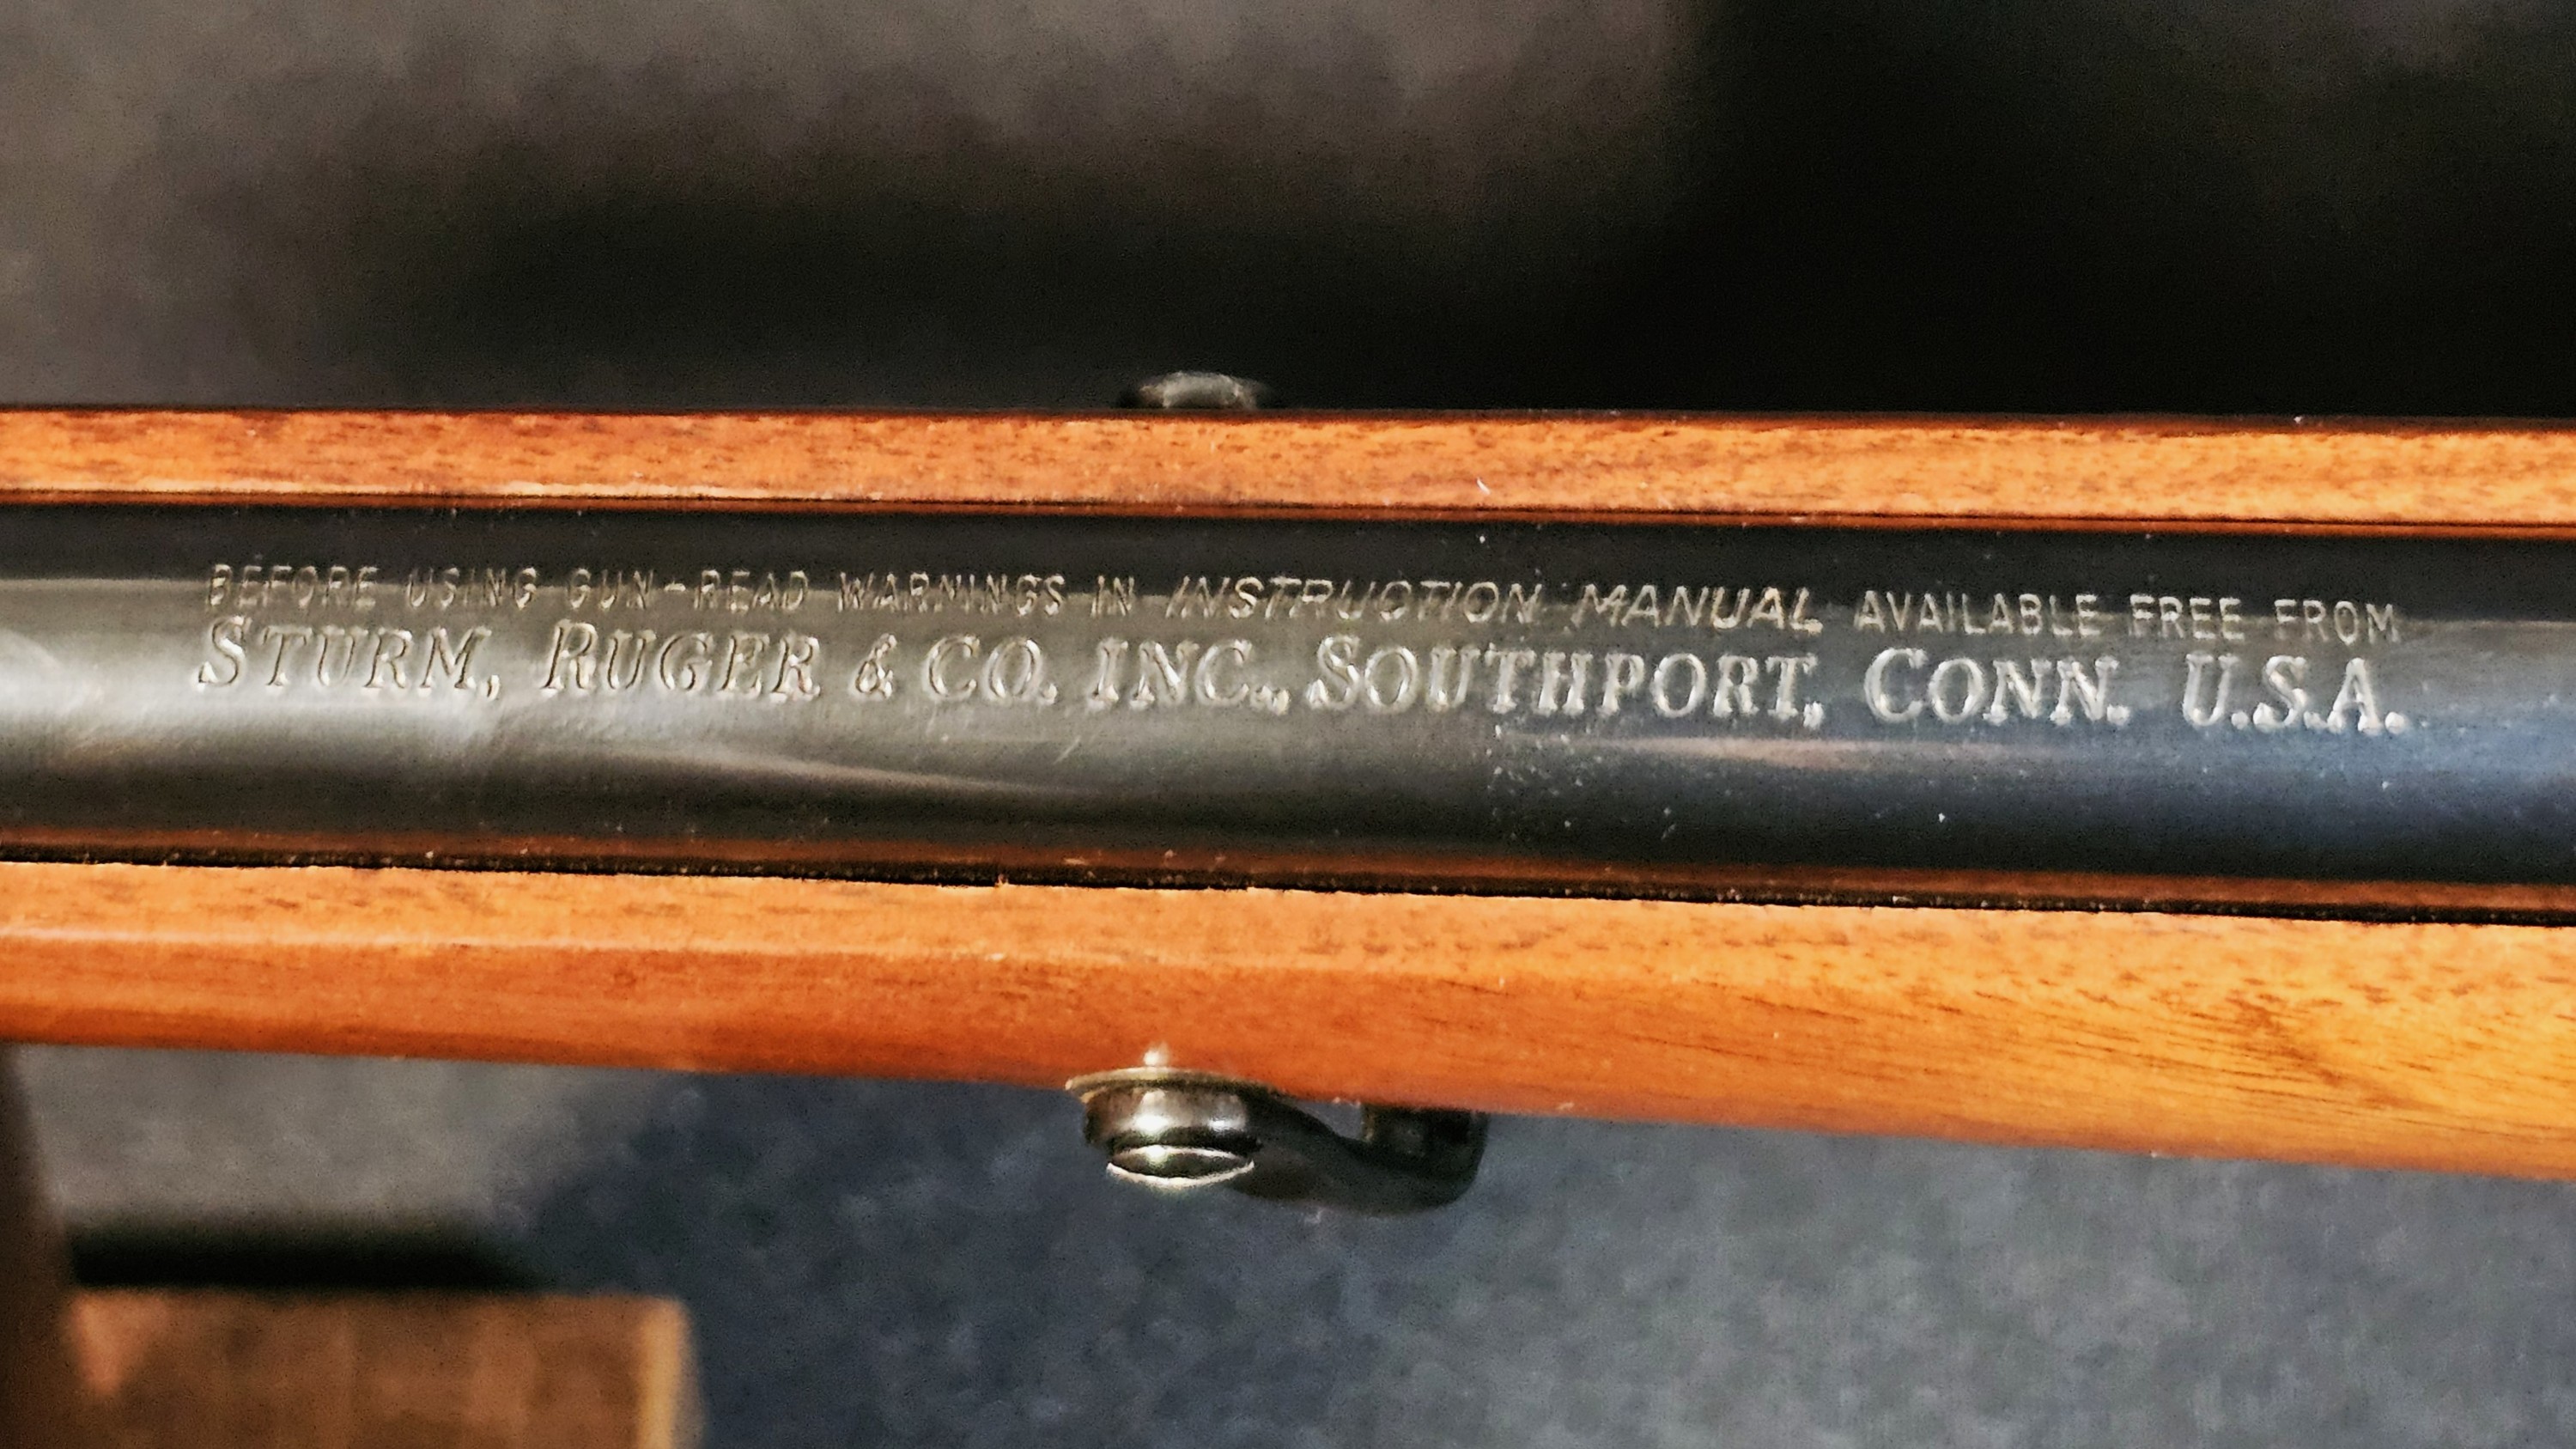 BEFORE USING GUN-READ WARNINGS IN INSTRUCTION MANUAL AVAILABLE FREE FROM
STURM, RUGER & CO. INC., SOUTHPORT, CONN. U.S.A.